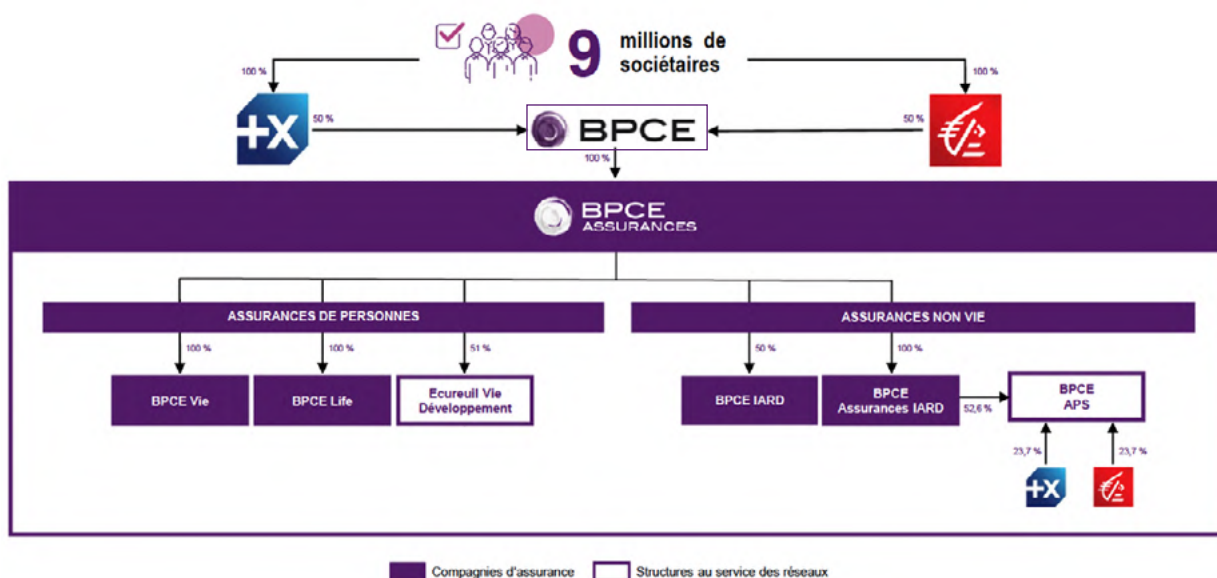 9 millions de
sociétaires
100 %
100 %
+X
50 %
BPCE
50 %
100 %
BPCE
ASSURANCES
ASSURANCES DE PERSONNES
ASSURANCES NON VIE
100 %
100 %
51 %
50 %
100 %
BPCE Vie
BPCE Life
Ecureuil Vie
Développement
BPCE IARD
BPCE
Assurances IARD
52,6 %
BPCE
APS
23,7 %
23,7 %
+X
Compagnies d'assurance
Structures au service des réseaux